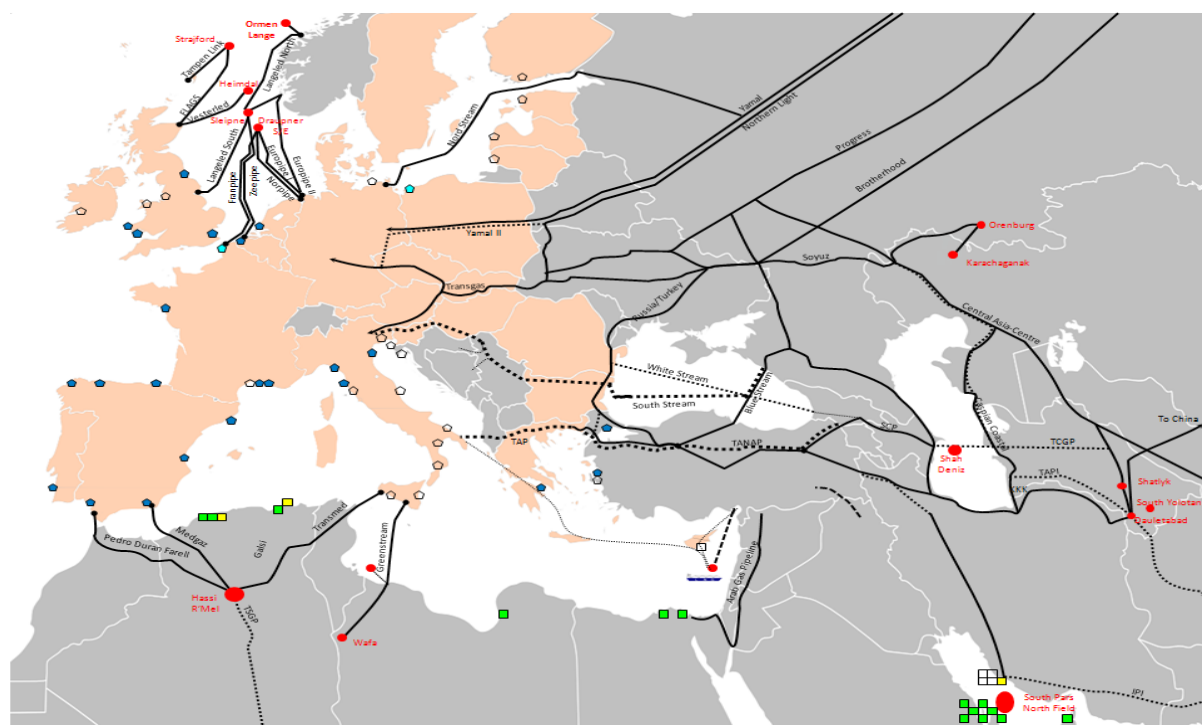 Ormen
Lange
Strajford
Tampen Link
Langeled North
Heimdal
FLAGS
Vesterled
Sleipner
Draupner
S/E
Langeled South
Franpipe
Zeepipe
Europipe I
Europipe II
Norpipe
Nord Stream
Yamal
Northern Light
Progress
Brotherhood
Yamal II
Orenburg
Karachaganak
Soyuz
Transgas
Russia/Turkey
Central Asia-Centre
White Stream
South Stream
Blue Stream
Caspian Coast
To China
TAP
TANAP
SCP
TCGP
Shah
Deniz
TAPI
KKK
Shatlyk
South Yolotan
Dauletabad
Pedro Duran Farell
Medgaz
Galsi
Transmed
Greenstream
Arab Gas Pipeline
Hassi
R'Mel
TSGP
Wafa
South Pars
North Field
IPI